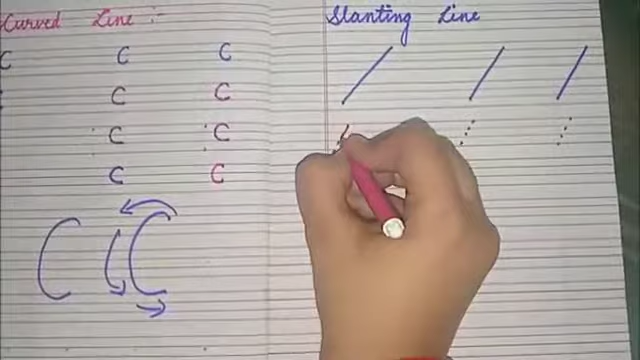 Curved Line :-
C C C
C C
C C
C C
Slanting Line